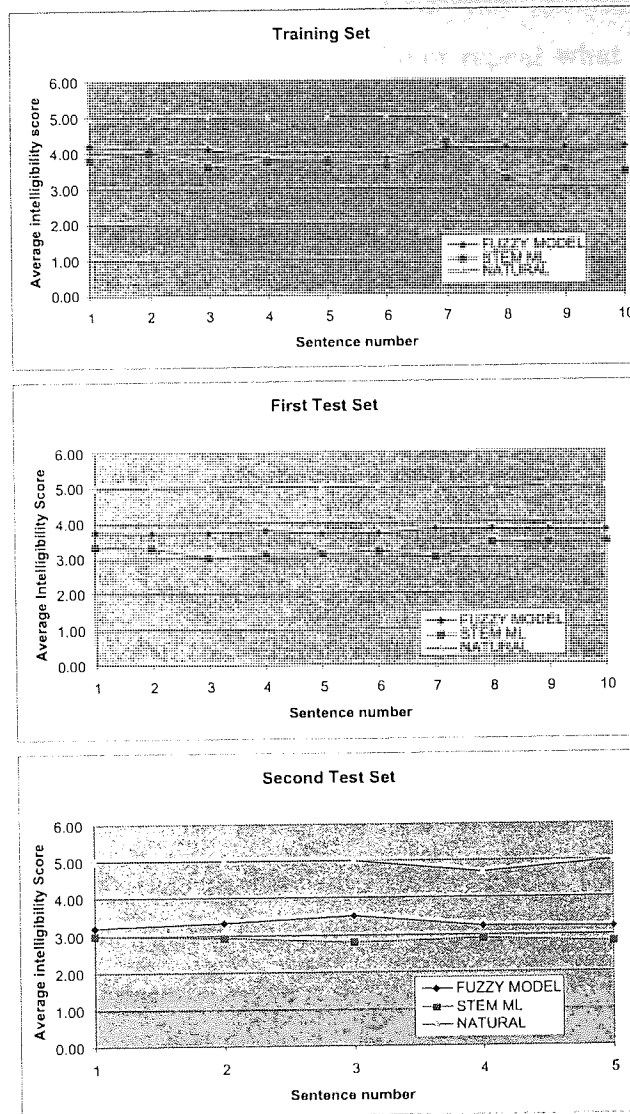 repeat what
Training Set
Average intelligibility score
6.00
5.00
4.00
3.00
2.00
1.00
0.00
1 2 3 4 5 6 7 8 9 10
Sentence number
FUZZY MODEL
STEM ML
NATURAL
First Test Set
Average Intelligibility Score
6.00
5.00
4.00
3.00
2.00
1.00
0.00
1 2 3 4 5 6 7 8 9 10
Sentence number
FUZZY MODEL
STEM ML
NATURAL
Second Test Set
Average intelligibility Score
6.00
5.00
4.00
3.00
2.00
1.00
0.00
1 2 3 4 5
Sentence number
FUZZY MODEL
STEM ML
NATURAL